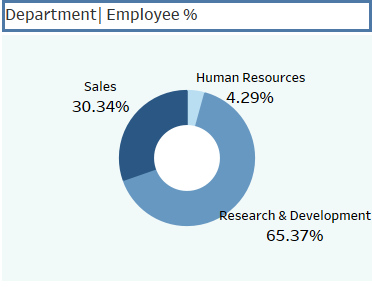 Department| Employee %
Human Resources
4.29%
Sales
30.34%
Research & Development
65.37%